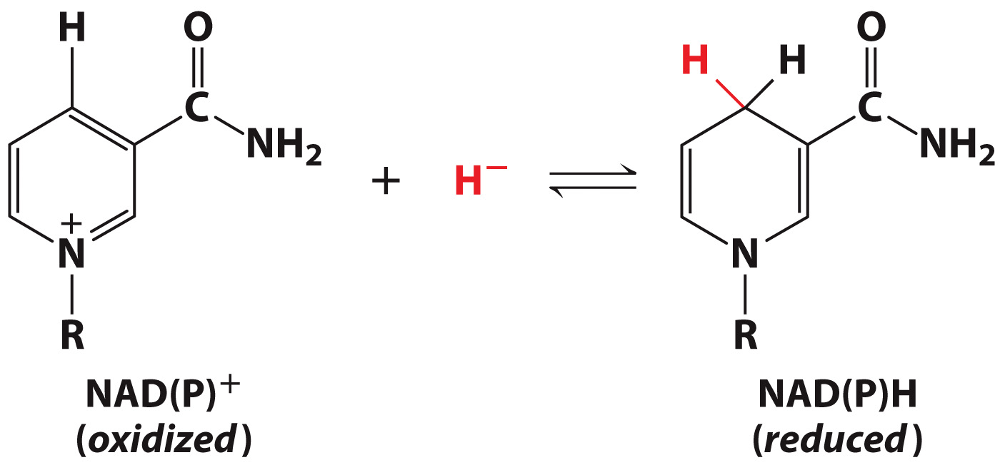 H O
C
NH₂
N⁺
R
+ H⁻
H H O
C
NH₂
N
R
NAD(P)⁺
(oxidized)
NAD(P)H
(reduced)